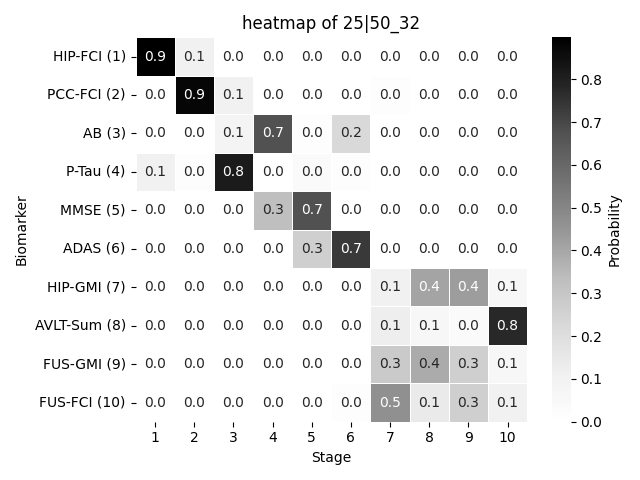 heatmap of 25|50_32
Biomarker
HIP-FCI (1) 0.9 0.1 0.0 0.0 0.0 0.0 0.0 0.0 0.0 0.0
PCC-FCI (2) 0.0 0.9 0.1 0.0 0.0 0.0 0.0 0.0 0.0 0.0
AB (3) 0.0 0.0 0.1 0.7 0.0 0.2 0.0 0.0 0.0 0.0
P-Tau (4) 0.1 0.0 0.8 0.0 0.0 0.0 0.0 0.0 0.0 0.0
MMSE (5) 0.0 0.0 0.0 0.3 0.7 0.0 0.0 0.0 0.0 0.0
ADAS (6) 0.0 0.0 0.0 0.0 0.3 0.7 0.0 0.0 0.0 0.0
HIP-GMI (7) 0.0 0.0 0.0 0.0 0.0 0.0 0.1 0.4 0.4 0.1
AVLT-Sum (8) 0.0 0.0 0.0 0.0 0.0 0.0 0.1 0.1 0.0 0.8
FUS-GMI (9) 0.0 0.0 0.0 0.0 0.0 0.0 0.3 0.4 0.3 0.1
FUS-FCI (10) 0.0 0.0 0.0 0.0 0.0 0.0 0.5 0.1 0.3 0.1
1 2 3 4 5 6 7 8 9 10
Stage
0.8
0.7
0.6
0.5
0.4
0.3
0.2
0.1
0.0
Probability